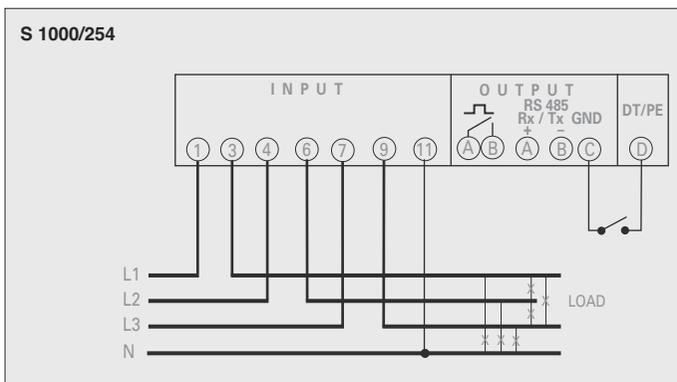 S 1000/254
INPUT
OUTPUT
RS 485
DT/PE
Rx / Tx GND
+ –
1 3 4 6 7 9 11 A B A B C D
L1
L2
LOAD
L3
N